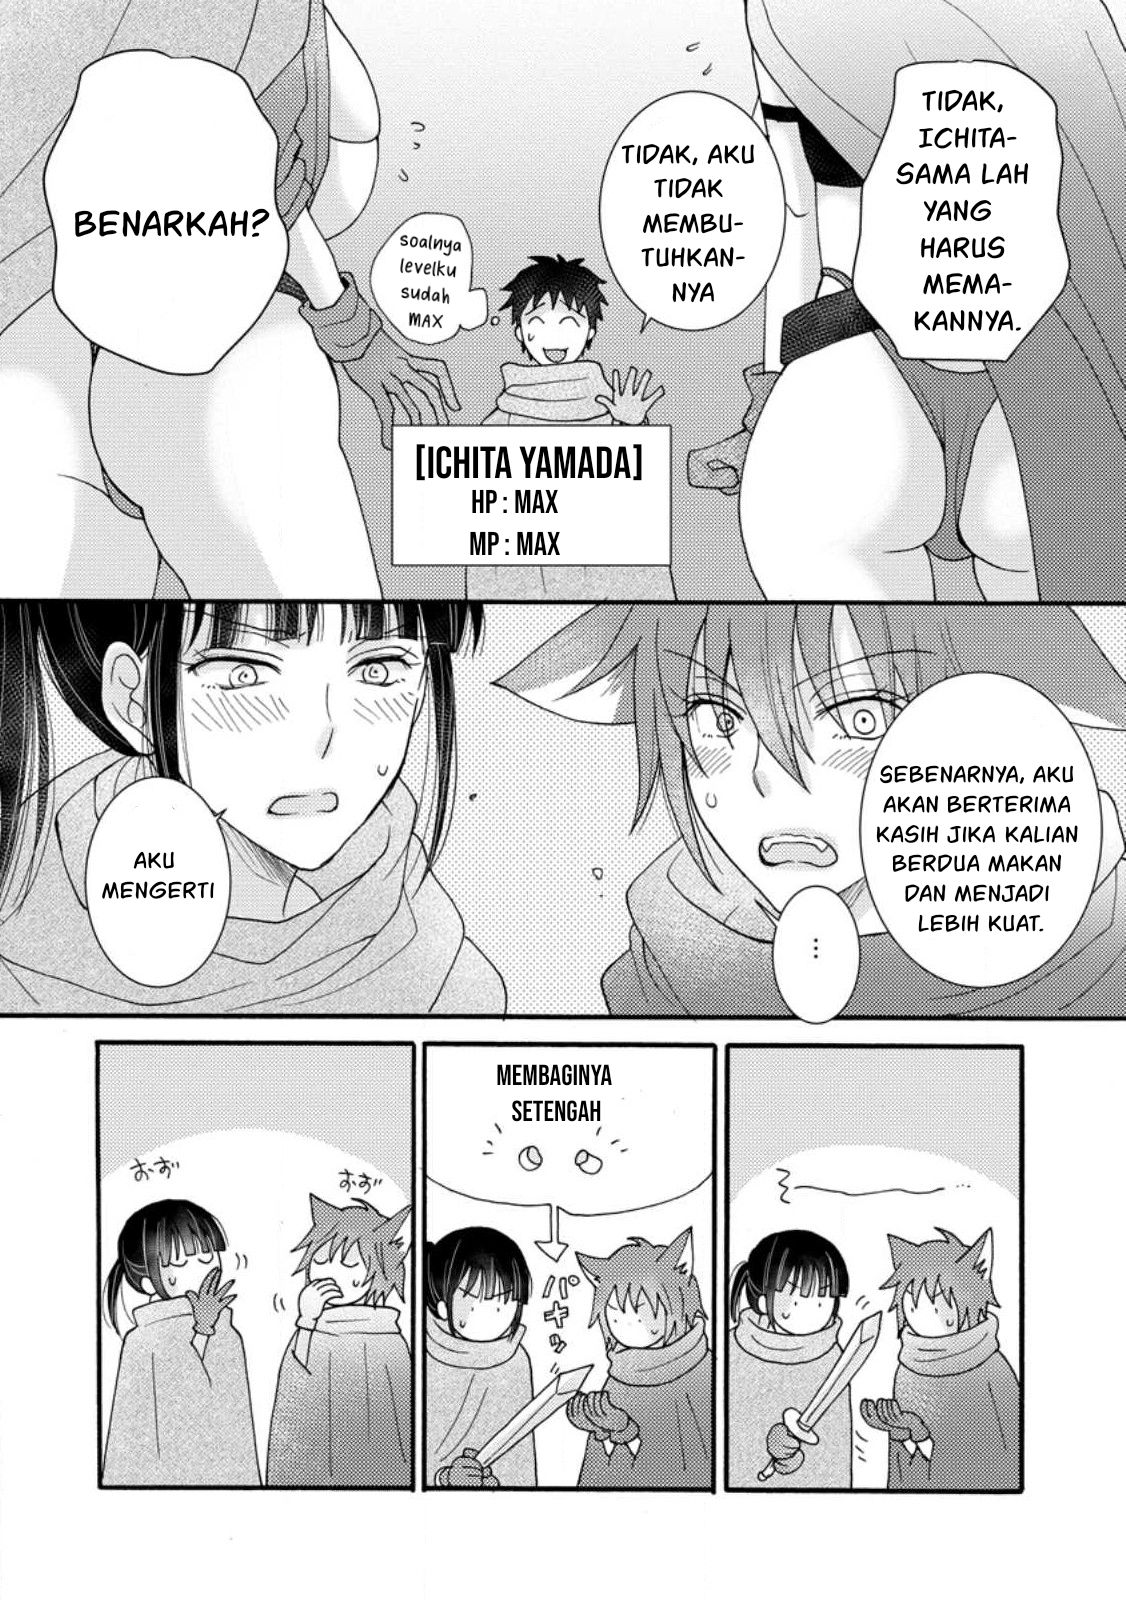 TIDAK,
ICHITA-
SAMA LAH
YANG
HARUS
MEMA-
KANNYA.
TIDAK, AKU
TIDAK
MEMBU-
TUHKAN-
NYA
soalnya
levelku
sudah
MAX
BENARKAH?
[ICHITA YAMADA]
HP : MAX
MP : MAX
SEBENARNYA, AKU
AKAN BERTERIMA
KASIH JIKA KALIAN
BERDUA MAKAN
DAN MENJADI
LEBIH KUAT.
...
AKU
MENGERTI
MEMBAGINYA
SETENGAH
パキッ
おず
おず